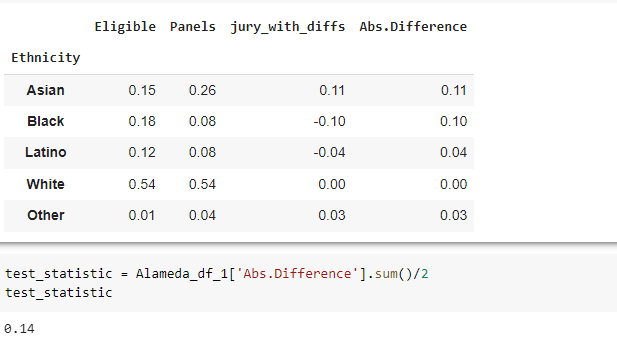 Eligible Panels jury_with_diffs Abs.Difference
Ethnicity
Asian 0.15 0.26 0.11 0.11
Black 0.18 0.08 -0.10 0.10
Latino 0.12 0.08 -0.04 0.04
White 0.54 0.54 0.00 0.00
Other 0.01 0.04 0.03 0.03
test_statistic = Alameda_df_1['Abs.Difference'].sum()/2
test_statistic
0.14